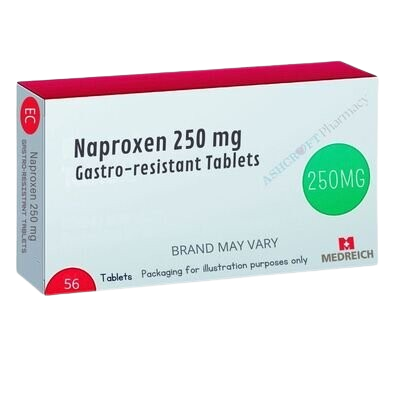 EC
Naproxen 250 mg
GASTRO-RESISTANT TABLETS
Naproxen 250 mg
Gastro-resistant Tablets
ASHCROFT Pharmacy
250MG
BRAND MAY VARY
56
Tablets
Packaging for illustration purposes only
MEDREICH